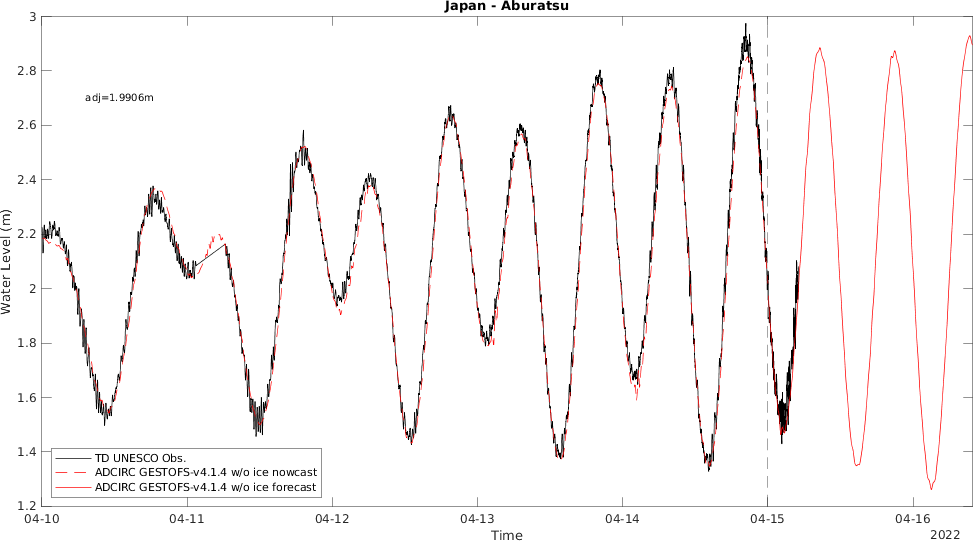 Japan - Aburatsu
3
2.8
adj=1.9906m
2.6
2.4
2.2
2
1.8
1.6
1.4
1.2
Water Level (m)
TD UNESCO Obs.
ADCIRC GESTOFS-v4.1.4 w/o ice nowcast
ADCIRC GESTOFS-v4.1.4 w/o ice forecast
04-10
04-11
04-12
04-13
04-14
04-15
04-16
Time
2022